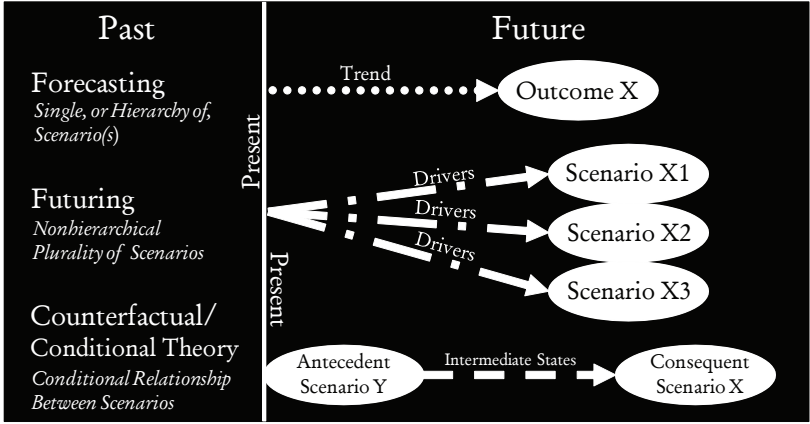 Past
Future
Forecasting
Single, or Hierarchy of,
Scenario(s)
Trend
Outcome X
Present
Futuring
Nonhierarchical
Plurality of Scenarios
Drivers
Scenario X1
Drivers
Scenario X2
Drivers
Scenario X3
Present
Counterfactual/
Conditional Theory
Conditional Relationship
Between Scenarios
Antecedent
Scenario Y
Intermediate States
Consequent
Scenario X